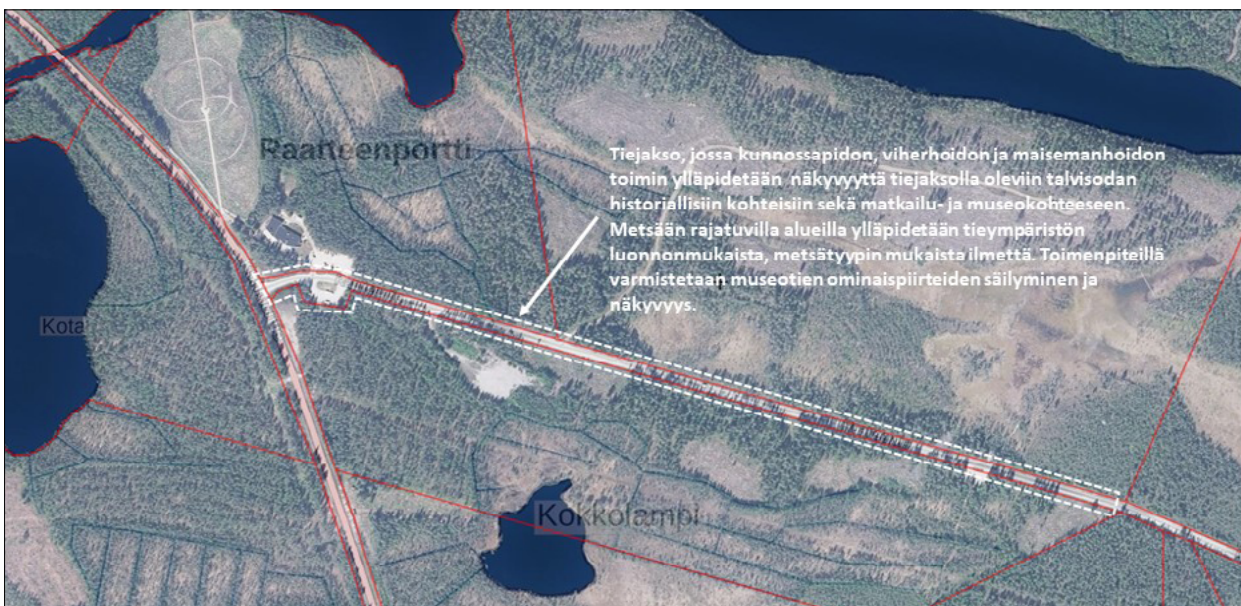 Raatteenportti
Tiejakso, jossa kunnossapidon, viherhoidon ja maisemanhoidon
toimin ylläpidetään näkyvyyttä tiejaksolla oleviin talvisodan
historiallisiin kohteisiin sekä matkailu- ja museokohteeseen.
Metsään rajatuvilla alueilla ylläpidetään tieympäristön
luonnonmukaista, metsätyypin mukaista ilmettä. Toimenpiteillä
varmistetaan museotien ominaispiirteiden säilyminen ja
näkyvyys.
Kota
Kokkolampi